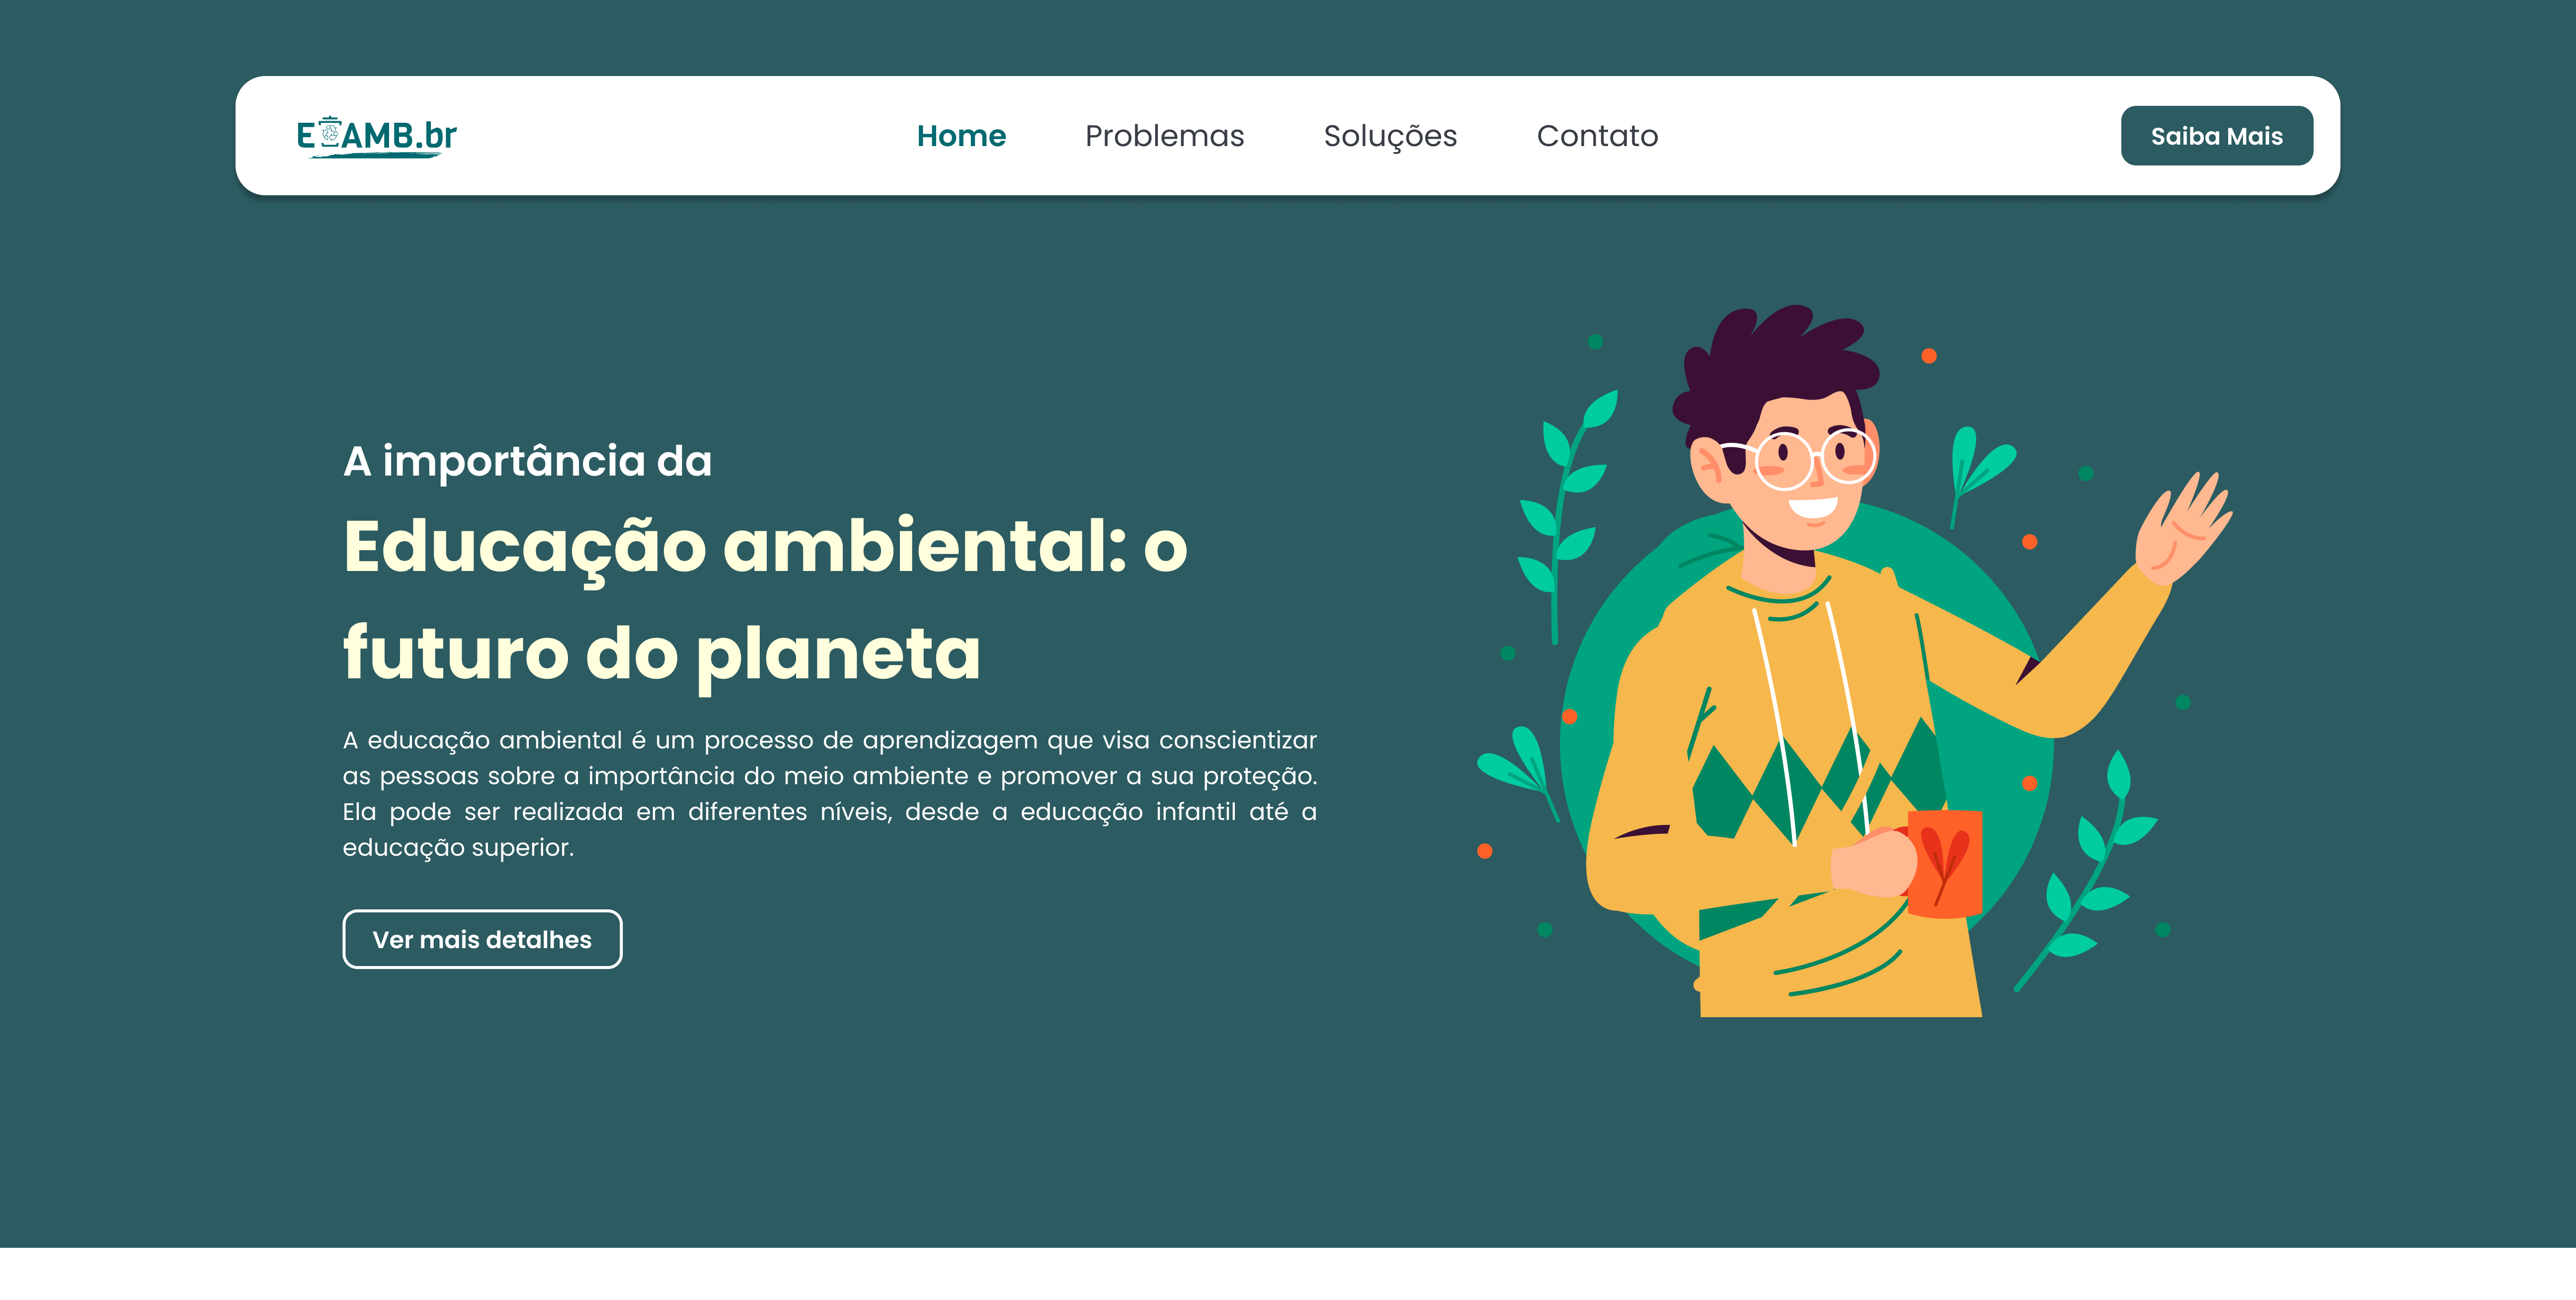 E AMB.br
Home Problemas Soluções Contato
Saiba Mais
A importância da
Educação ambiental: o
futuro do planeta
A educação ambiental é um processo de aprendizagem que visa conscientizar
as pessoas sobre a importância do meio ambiente e promover a sua proteção.
Ela pode ser realizada em diferentes níveis, desde a educação infantil até a
educação superior.
Ver mais detalhes